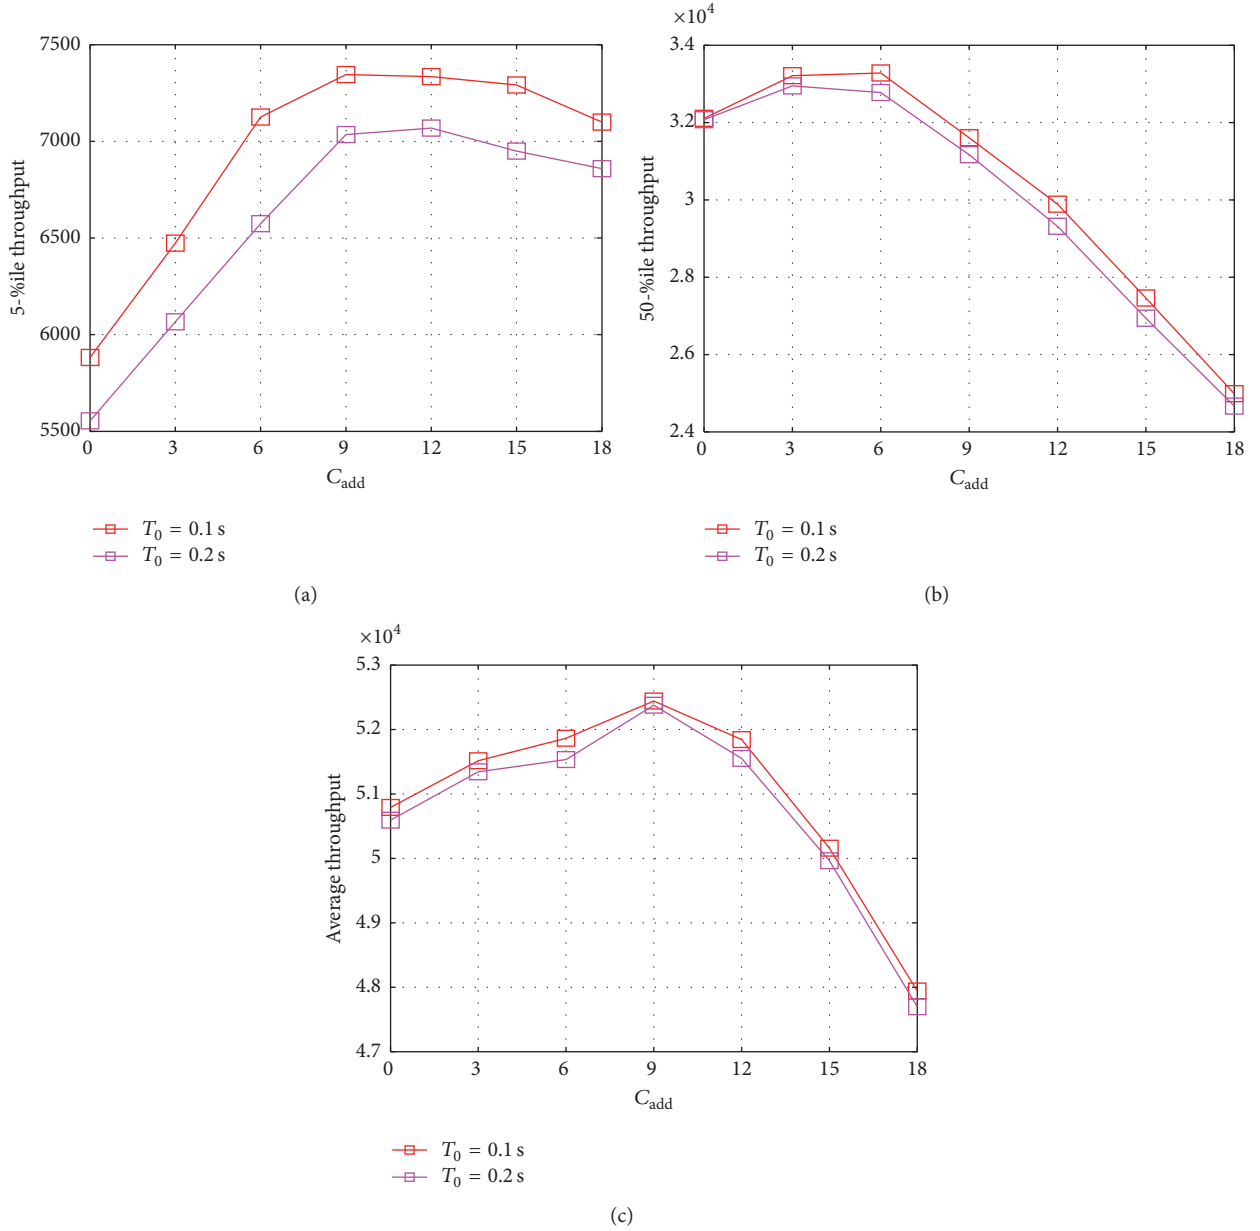 7500
7000
6500
6000
5500
5-%ile throughput
0 3 6 9 12 15 18
C_add
T_0 = 0.1 s
T_0 = 0.2 s
(a)
×10^4
3.4
3.2
3
2.8
2.6
2.4
50-%ile throughput
0 3 6 9 12 15 18
C_add
T_0 = 0.1 s
T_0 = 0.2 s
(b)
×10^4
5.3
5.2
5.1
5
4.9
4.8
4.7
Average throughput
0 3 6 9 12 15 18
C_add
T_0 = 0.1 s
T_0 = 0.2 s
(c)